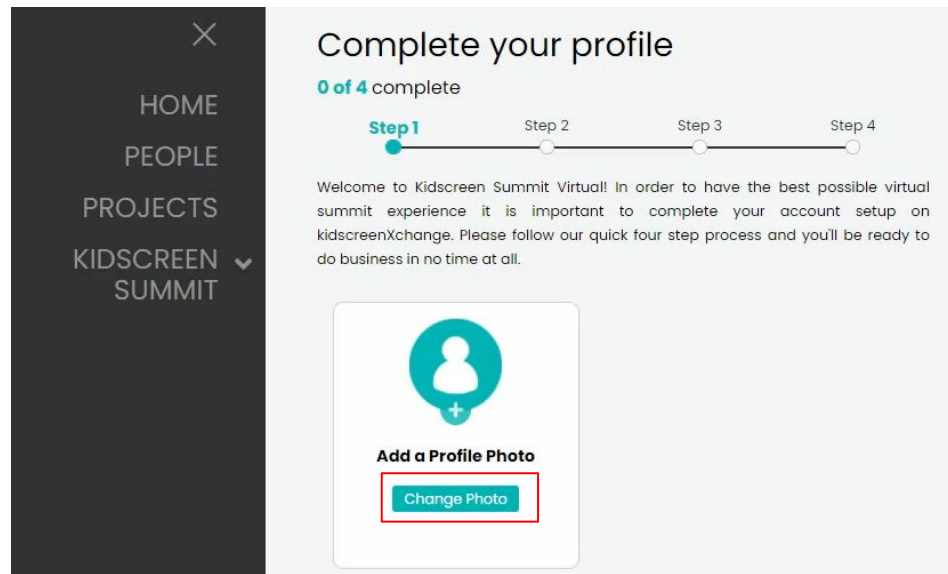 HOME
PEOPLE
PROJECTS
KIDSCREEN
SUMMIT
Complete your profile
0 of 4 complete
Step 1 Step 2 Step 3 Step 4
Welcome to Kidscreen Summit Virtual! In order to have the best possible virtual
summit experience it is important to complete your account setup on
kidscreenXchange. Please follow our quick four step process and you'll be ready to
do business in no time at all.
Add a Profile Photo
Change Photo